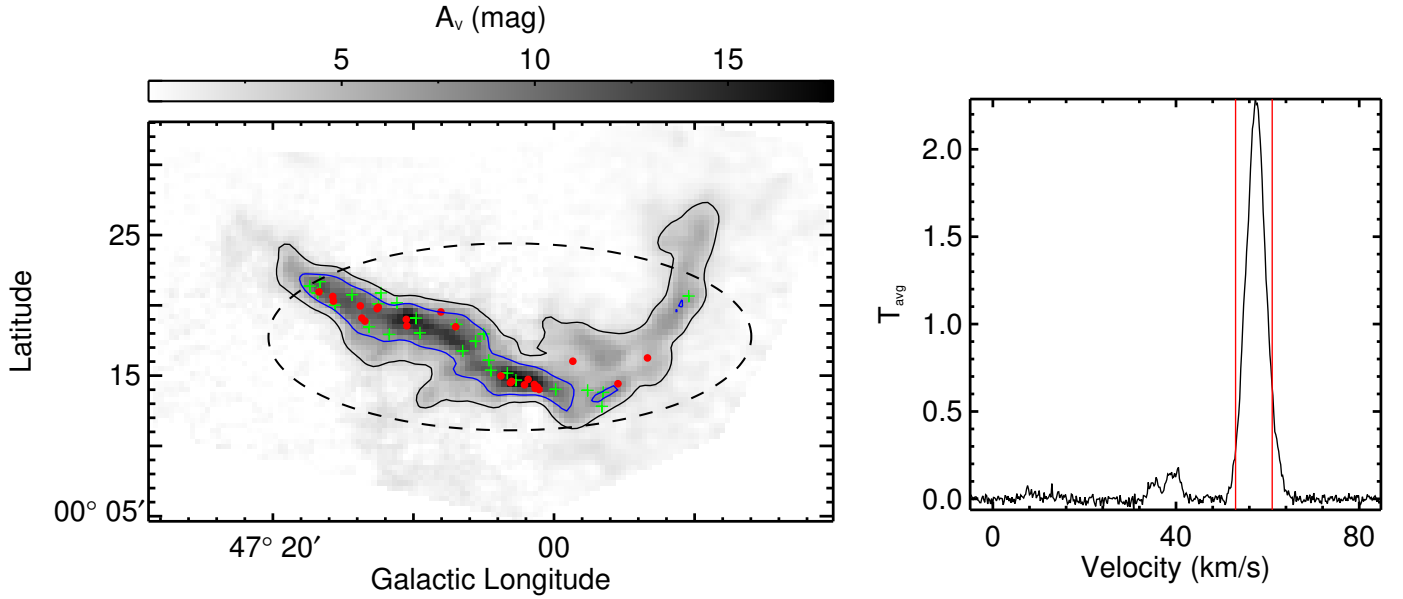 Aᵥ (mag)
5 10 15
Latitude
25
15
00° 05′
47° 20′ 00
Galactic Longitude
T_avg
2.0
1.5
1.0
0.5
0.0
0 40 80
Velocity (km/s)